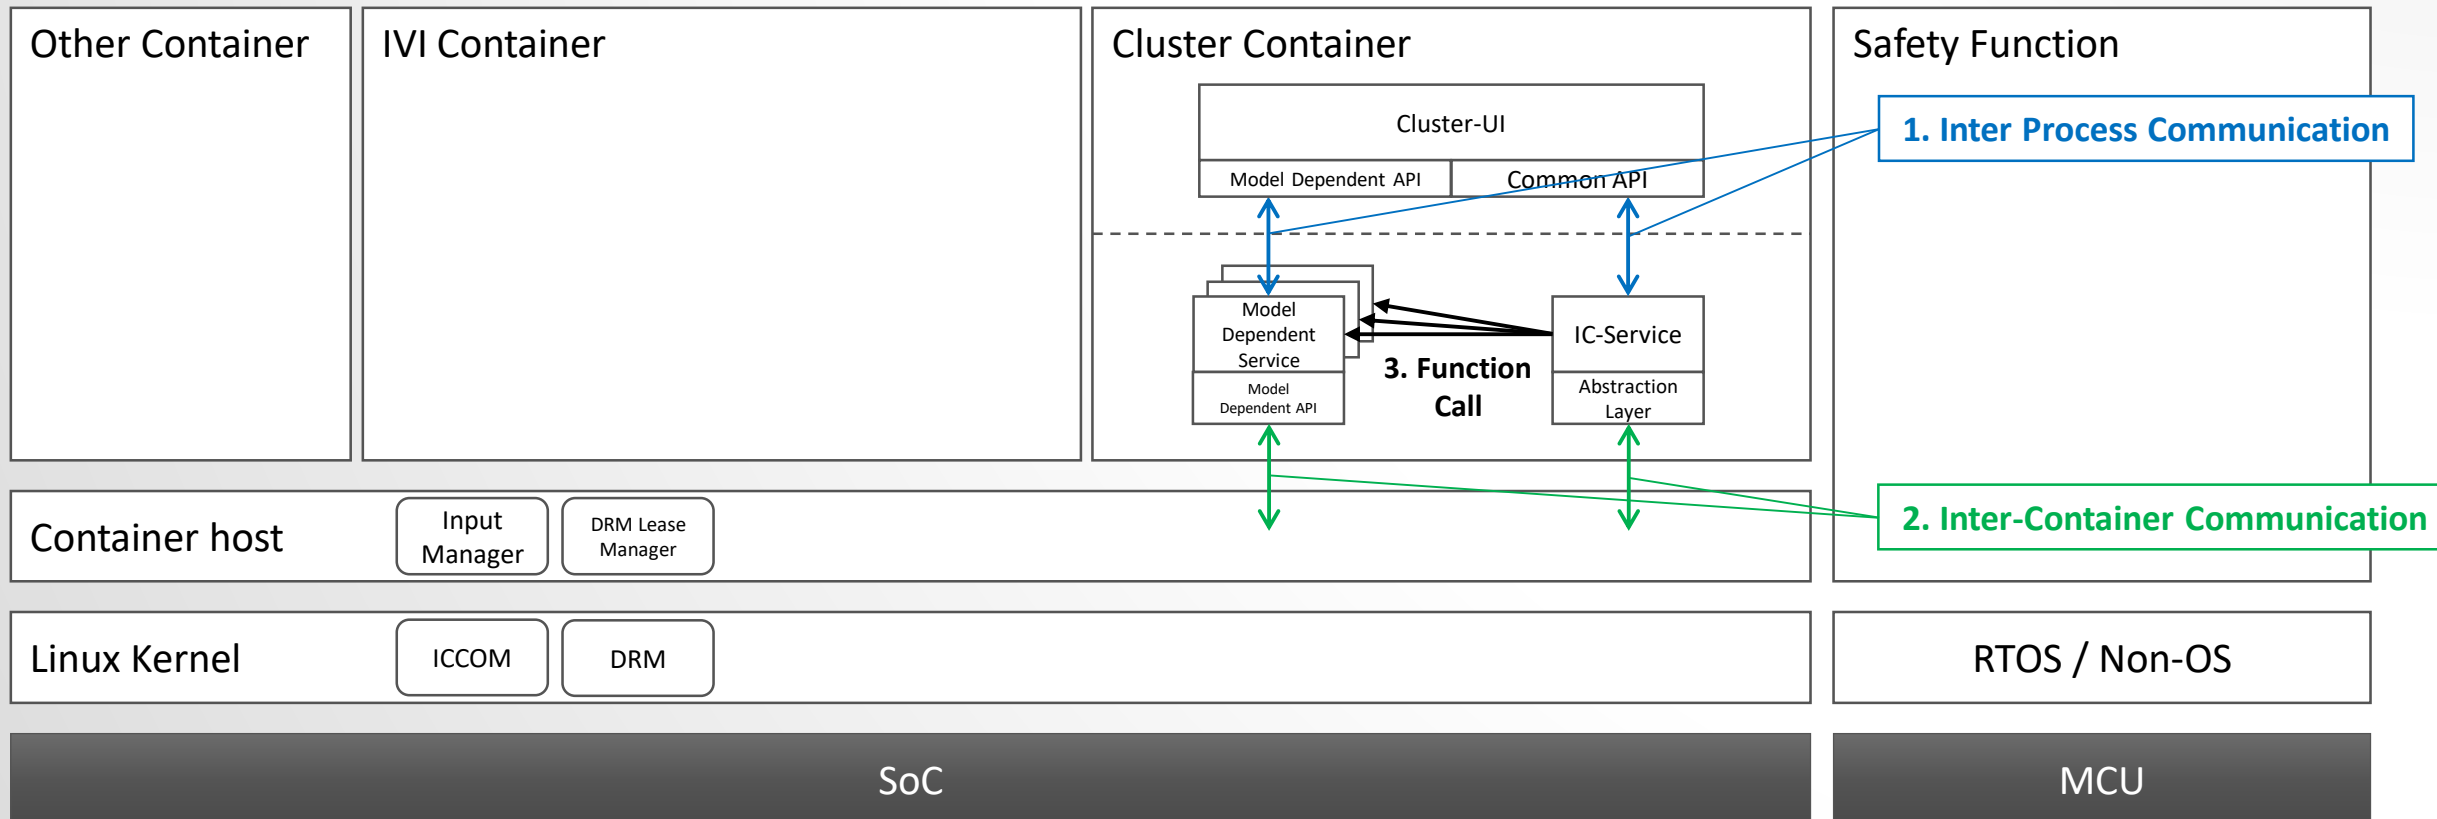 Other Container
IVI Container
Cluster Container
Safety Function
Cluster-UI
Model Dependent API
Common API
1. Inter Process Communication
Model
Dependent
Service
Model
Dependent API
3. Function
Call
IC-Service
Abstraction
Layer
Container host
Input
Manager
DRM Lease
Manager
2. Inter-Container Communication
Linux Kernel
ICCOM
DRM
RTOS / Non-OS
SoC
MCU